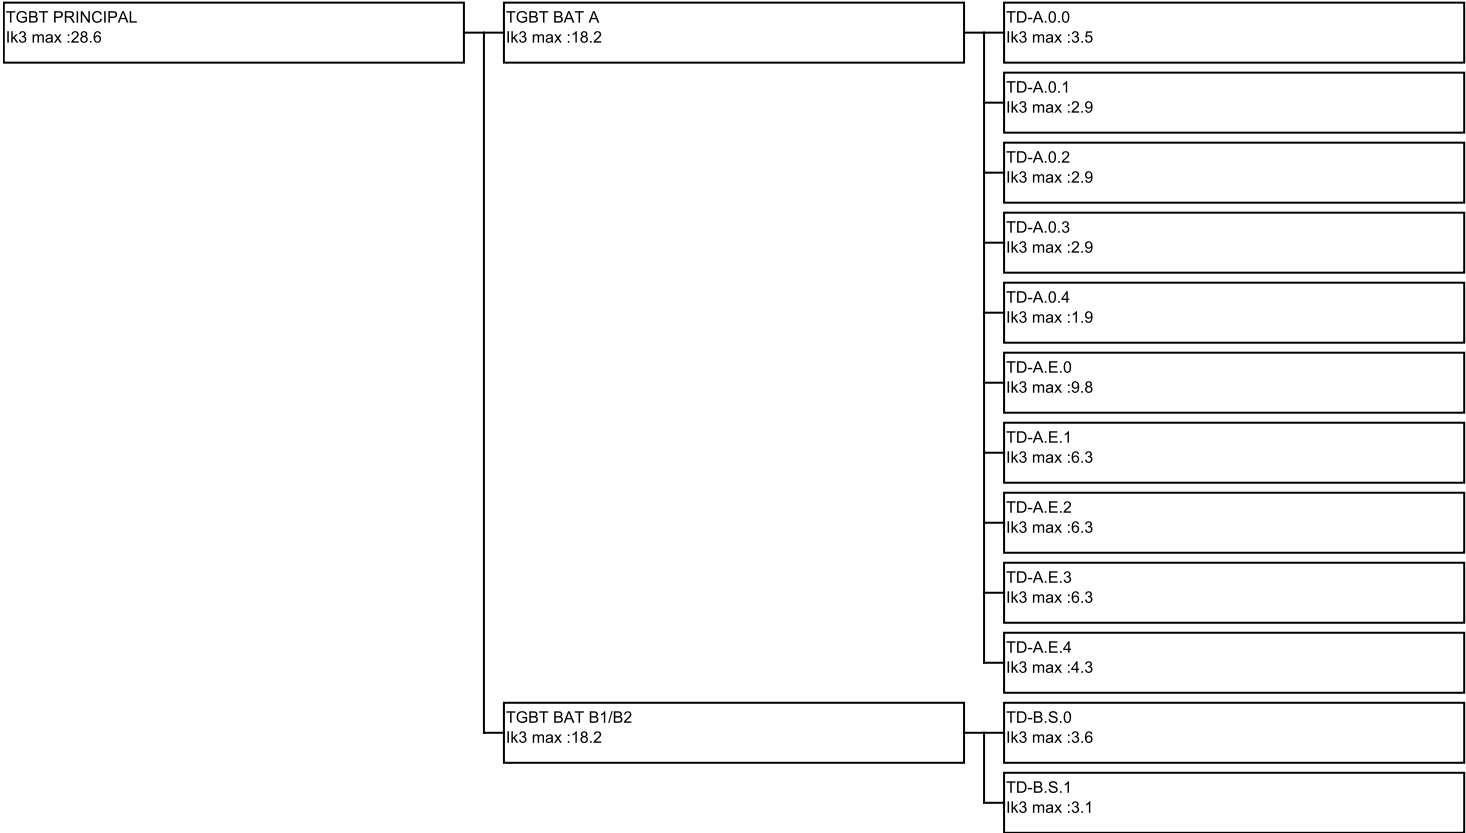 TGBT PRINCIPAL
Ik3 max :28.6
TGBT BAT A
Ik3 max :18.2
TD-A.0.0
Ik3 max :3.5
TD-A.0.1
Ik3 max :2.9
TD-A.0.2
Ik3 max :2.9
TD-A.0.3
Ik3 max :2.9
TD-A.0.4
Ik3 max :1.9
TD-A.E.0
Ik3 max :9.8
TD-A.E.1
Ik3 max :6.3
TD-A.E.2
Ik3 max :6.3
TD-A.E.3
Ik3 max :6.3
TD-A.E.4
Ik3 max :4.3
TGBT BAT B1/B2
Ik3 max :18.2
TD-B.S.0
Ik3 max :3.6
TD-B.S.1
Ik3 max :3.1